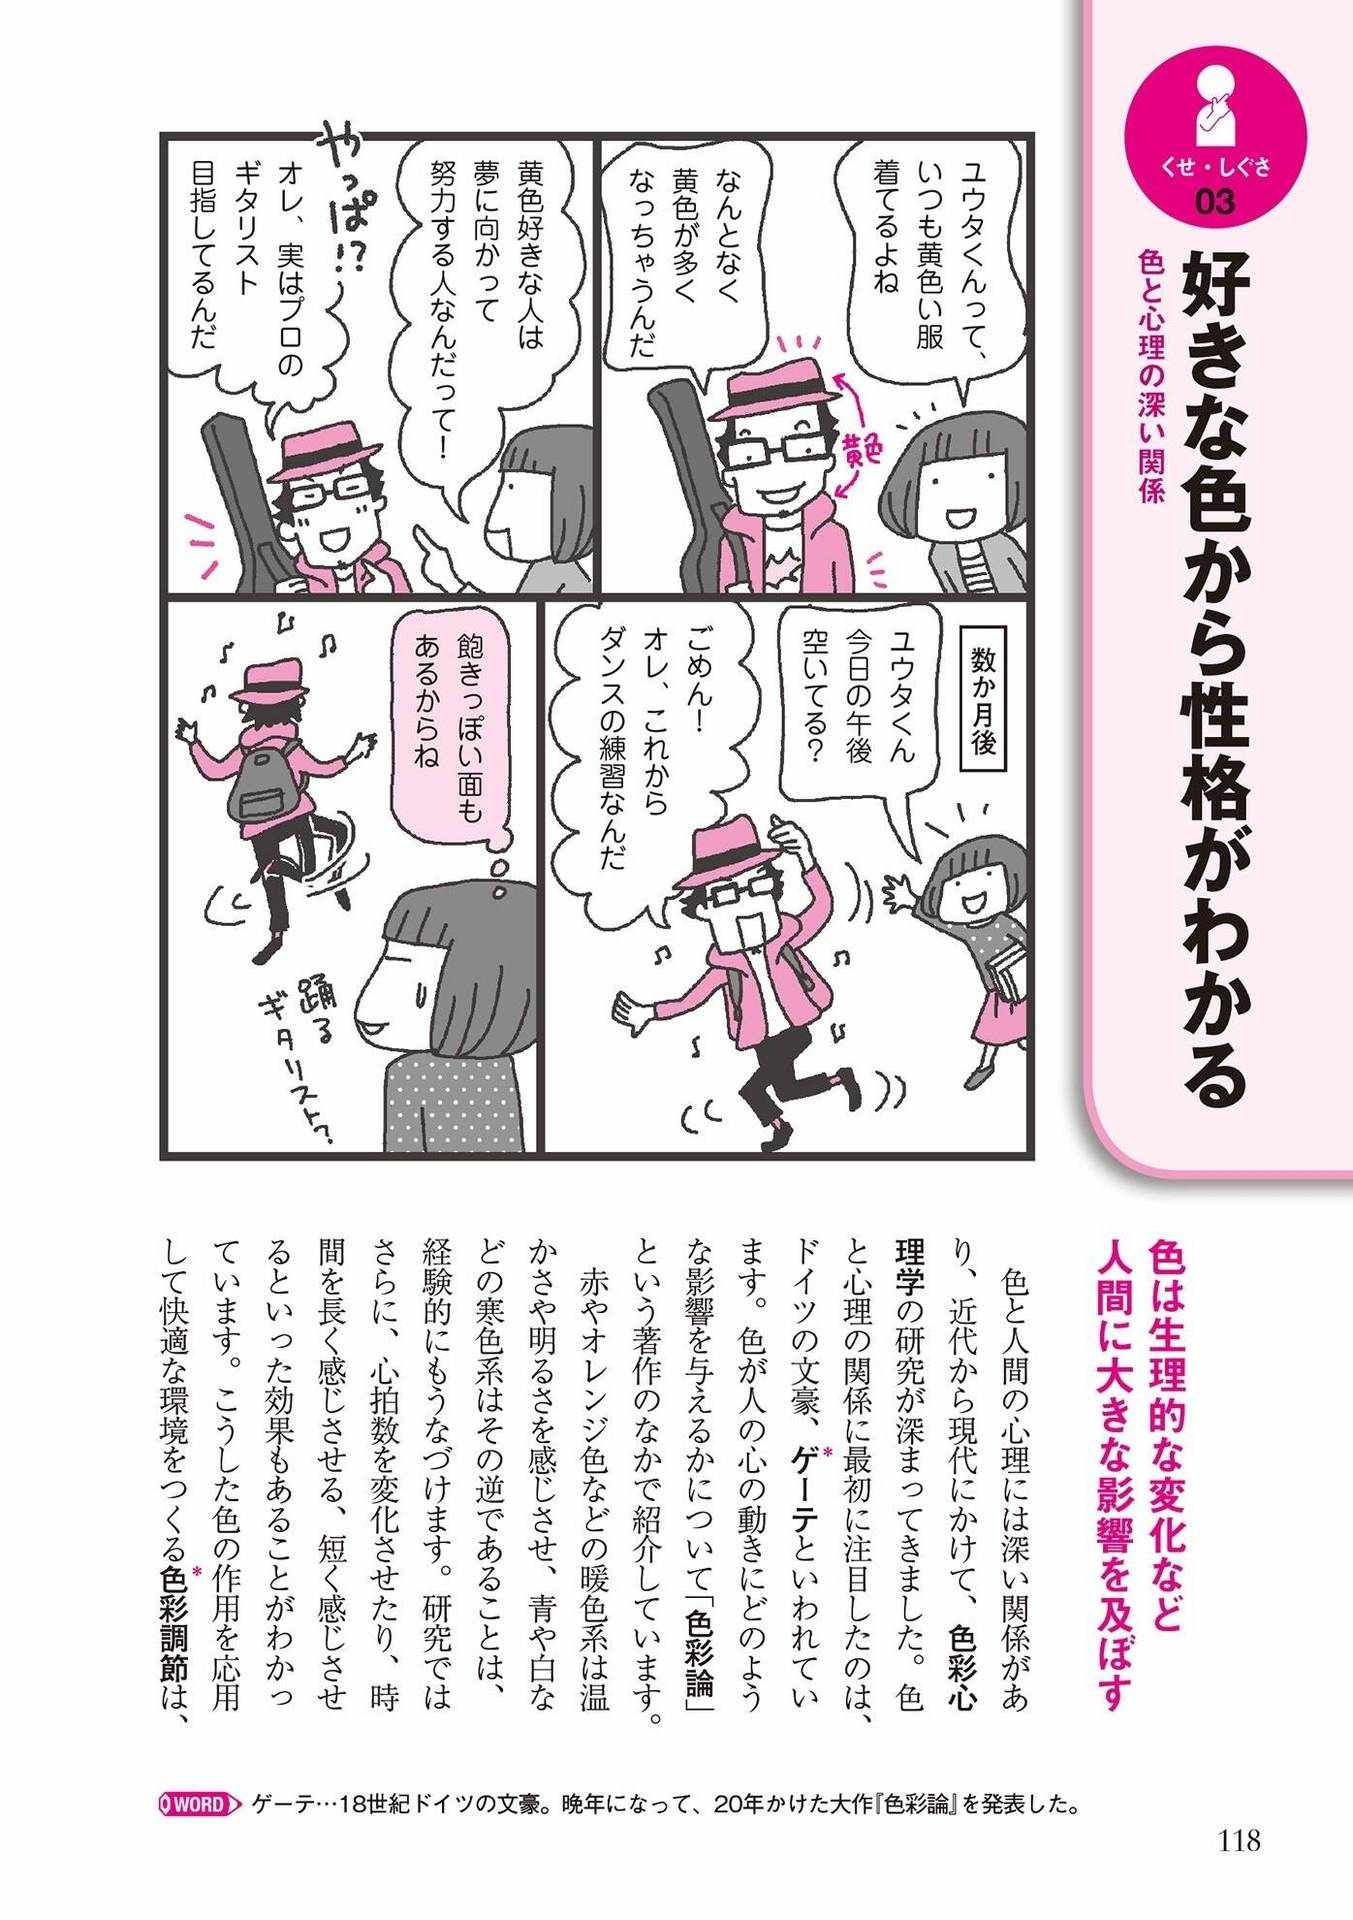 くせ・しぐさ
03
好きな色から性格がわかる
色と心理の深い関係
ユウタくんって、
いつも黄色い服
着てるよね
なんとなく
黄色が多く
なっちゃうんだ
黄色
黄色好きな人は
夢に向かって
努力する人なんだって！
やっぱ!?
オレ、実はプロの
ギタリスト
目指してるんだ
数か月後
ユウタくん
今日の午後
空いてる？
ごめん！
オレ、これから
ダンスの練習なんだ
飽きっぽい面も
あるからね
踊る
ギタリスト？
色は生理的な変化など
人間に大きな影響を及ぼす
色と人間の心理には深い関係があ
り、近代から現代にかけて、色彩心
理学の研究が深まってきました。色
と心理の関係に最初に注目したのは、
ドイツの文豪、ゲーテ*といわれてい
ます。色が人の心の動きにどのよう
な影響を与えるかについて「色彩論」
という著作のなかで紹介しています。
赤やオレンジ色などの暖色系は温
かさや明るさを感じさせ、青や白な
どの寒色系はその逆であることは、
経験的にもうなづけます。研究では
さらに、心拍数を変化させたり、時
間を長く感じさせる、短く感じさせ
るといった効果もあることがわかっ
ています。こうした色の作用を応用
して快適な環境をつくる色彩調節*は、
WORD ゲーテ…18世紀ドイツの文豪。晩年になって、20年かけた大作『色彩論』を発表した。
118